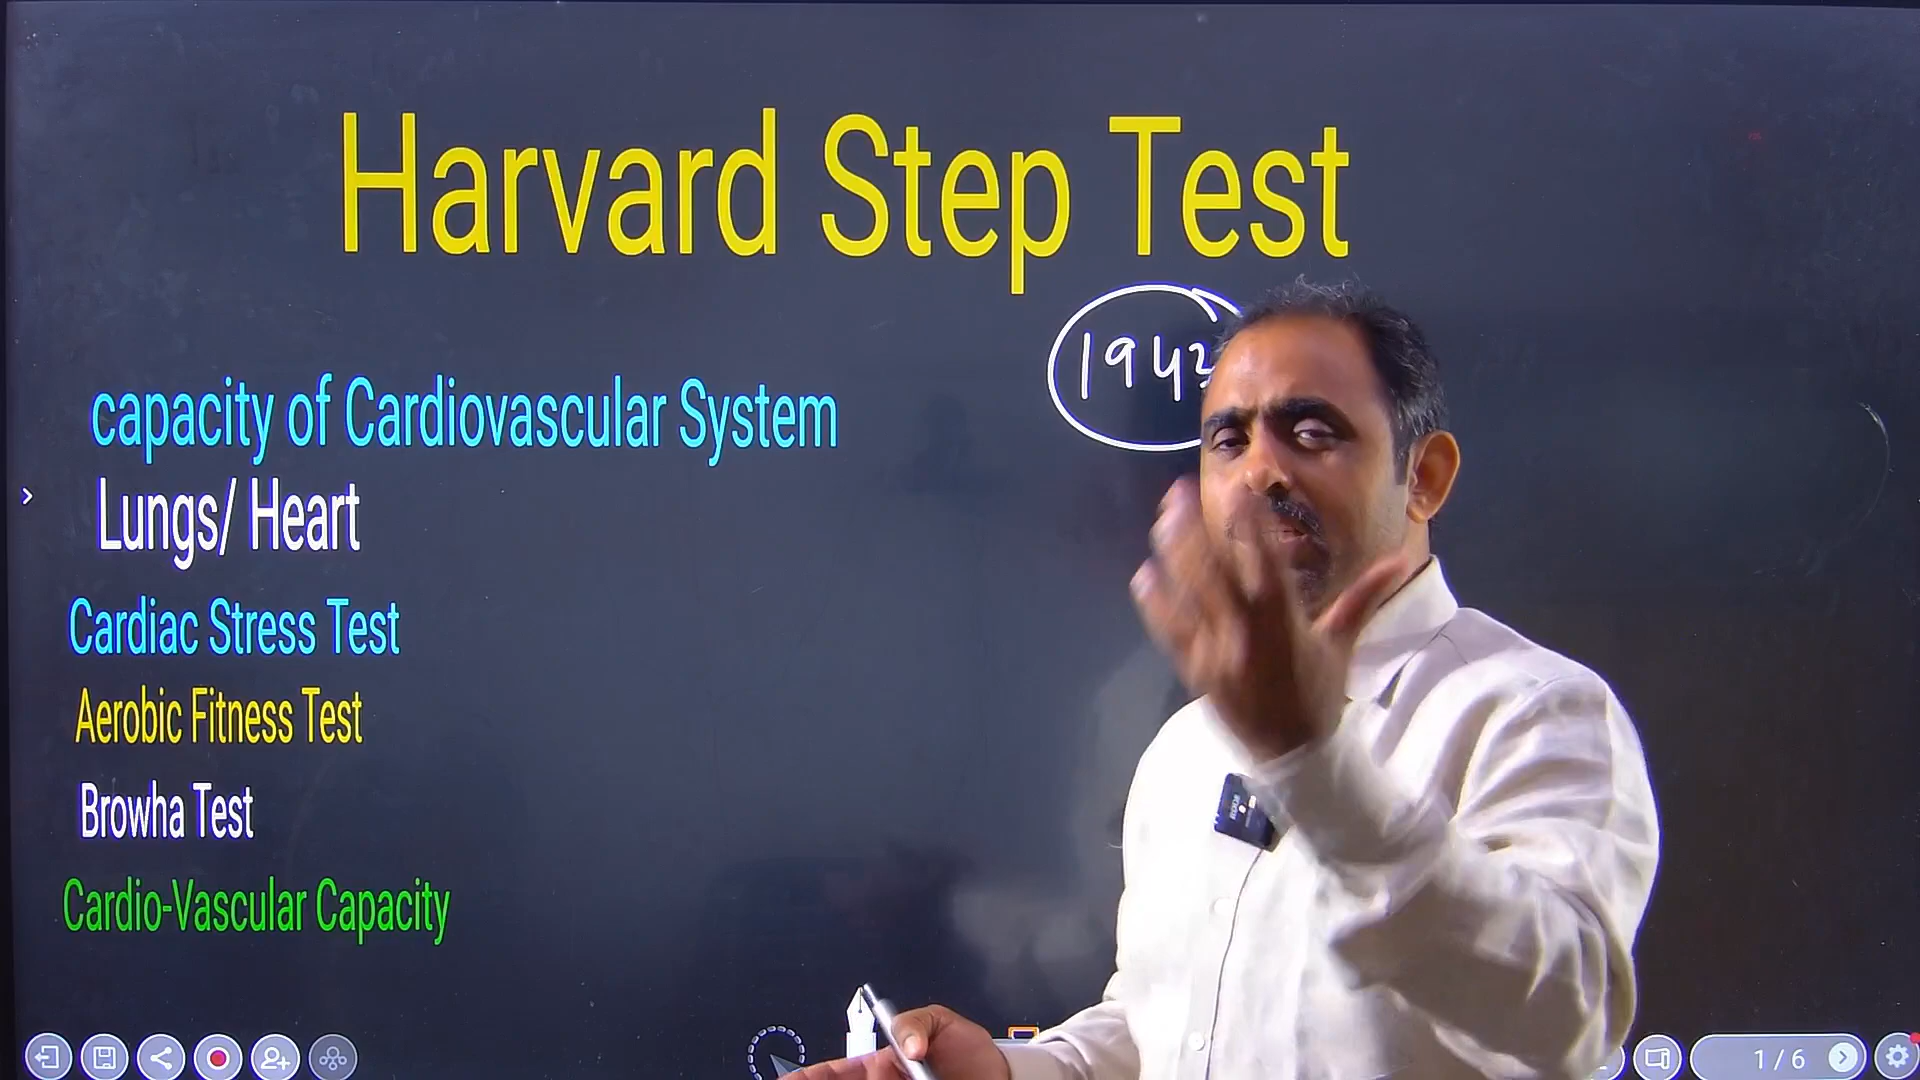 Harvard Step Test
1943
capacity of Cardiovascular System
Lungs/ Heart
Cardiac Stress Test
Aerobic Fitness Test
Browha Test
Cardio-Vascular Capacity
1/6